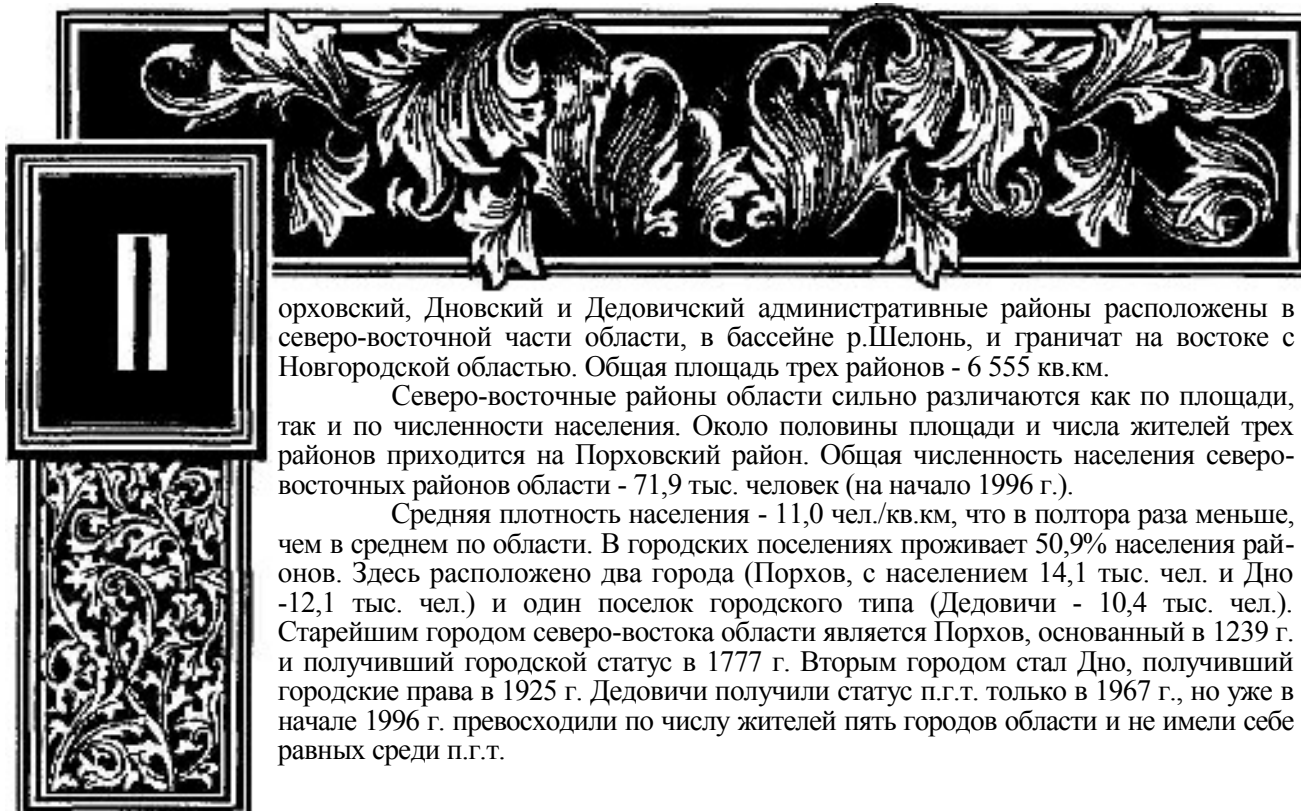 П
орховский, Дновский и Дедовичский административные районы расположены в
северо-восточной части области, в бассейне р.Шелонь, и граничат на востоке с
Новгородской областью. Общая площадь трех районов - 6 555 кв.км.
Северо-восточные районы области сильно различаются как по площади,
так и по численности населения. Около половины площади и числа жителей трех
районов приходится на Порховский район. Общая численность населения северо-
восточных районов области - 71,9 тыс. человек (на начало 1996 г.).
Средняя плотность населения - 11,0 чел./кв.км, что в полтора раза меньше,
чем в среднем по области. В городских поселениях проживает 50,9% населения рай-
онов. Здесь расположено два города (Порхов, с населением 14,1 тыс. чел. и Дно
-12,1 тыс. чел.) и один поселок городского типа (Дедовичи - 10,4 тыс. чел.).
Старейшим городом северо-востока области является Порхов, основанный в 1239 г.
и получивший городской статус в 1777 г. Вторым городом стал Дно, получивший
городские права в 1925 г. Дедовичи получили статус п.г.т. только в 1967 г., но уже в
начале 1996 г. превосходили по числу жителей пять городов области и не имели себе
равных среди п.г.т.